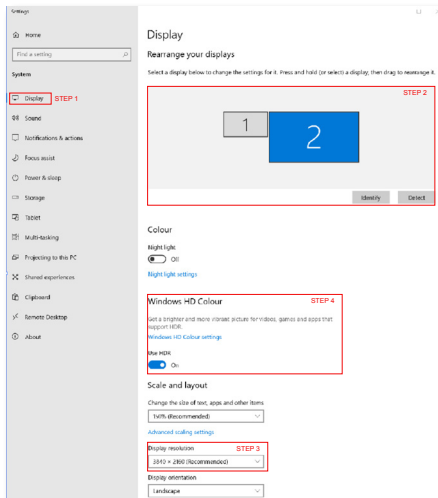 Settings
Home
Find a setting
System
Display STEP 1
Sound
Notifications & actions
Focus assist
Power & sleep
Storage
Tablet
Multi-tasking
Projecting to this PC
Shared experiences
Clipboard
Remote Desktop
About
Display
Rearrange your displays
Select a display below to change the settings for it. Press and hold (or select) a display, then drag to rearrange it.
STEP 2
1
2
Identify Detect
Colour
Night light
Off
Night light settings
Windows HD Colour STEP 4
Get a brighter and more vibrant picture for videos, games and apps that
support HDR.
Windows HD Colour settings
Use HDR
On
Scale and layout
Change the size of text, apps and other items
150% (Recommended)
Advanced scaling settings
Display resolution STEP 3
3840 × 2160 (Recommended)
Display orientation
Landscape